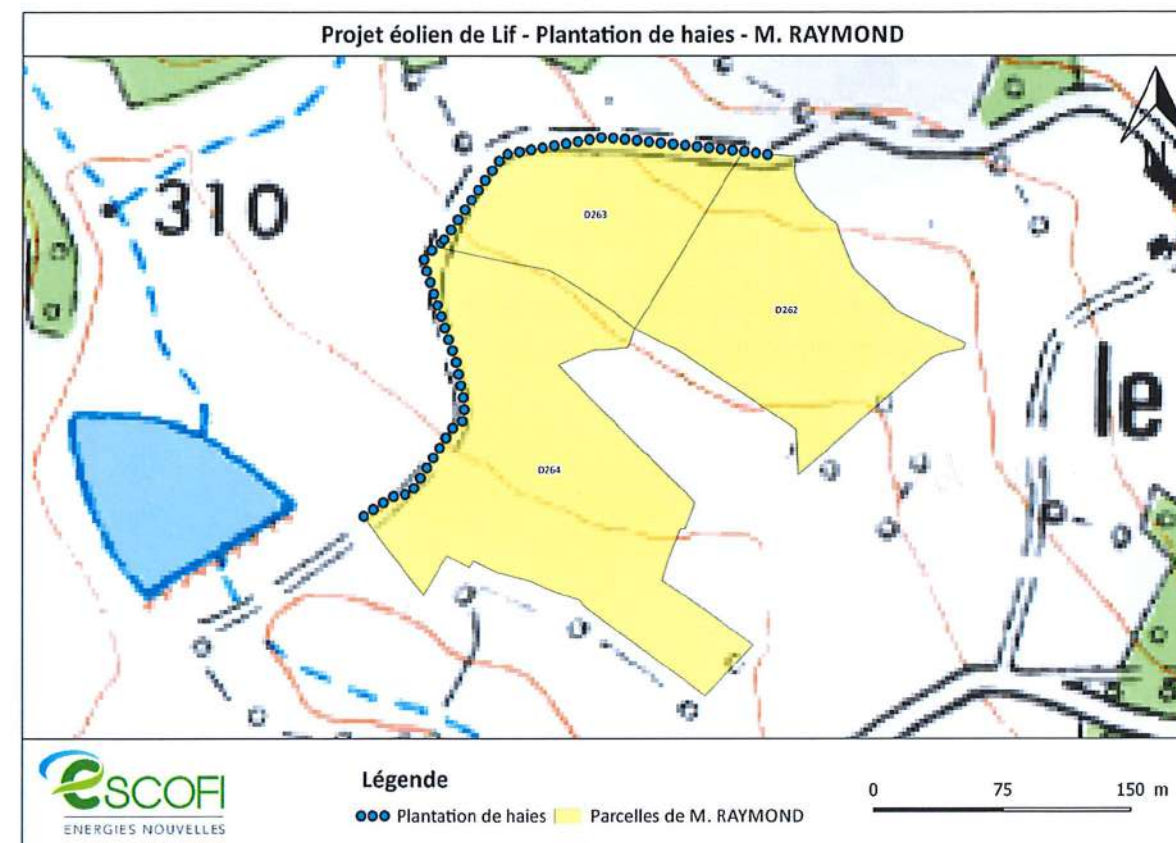 Projet éolien de Lif - Plantation de haies - M. RAYMOND
310
D263
D262
le
D264
N
ESCOFI
ENERGIES NOUVELLES
Légende
Plantation de haies
Parcelles de M. RAYMOND
0 75 150 m